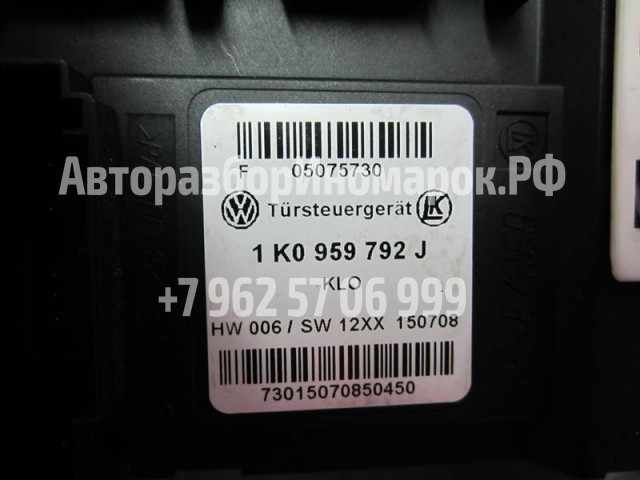 F 05075730
АвторазборИномарок.РФ
Türsteuergerät
1 K0 959 792 J
KLO
+7 962 57 06 999
HW 006 / SW 12XX 150708
73015070850450